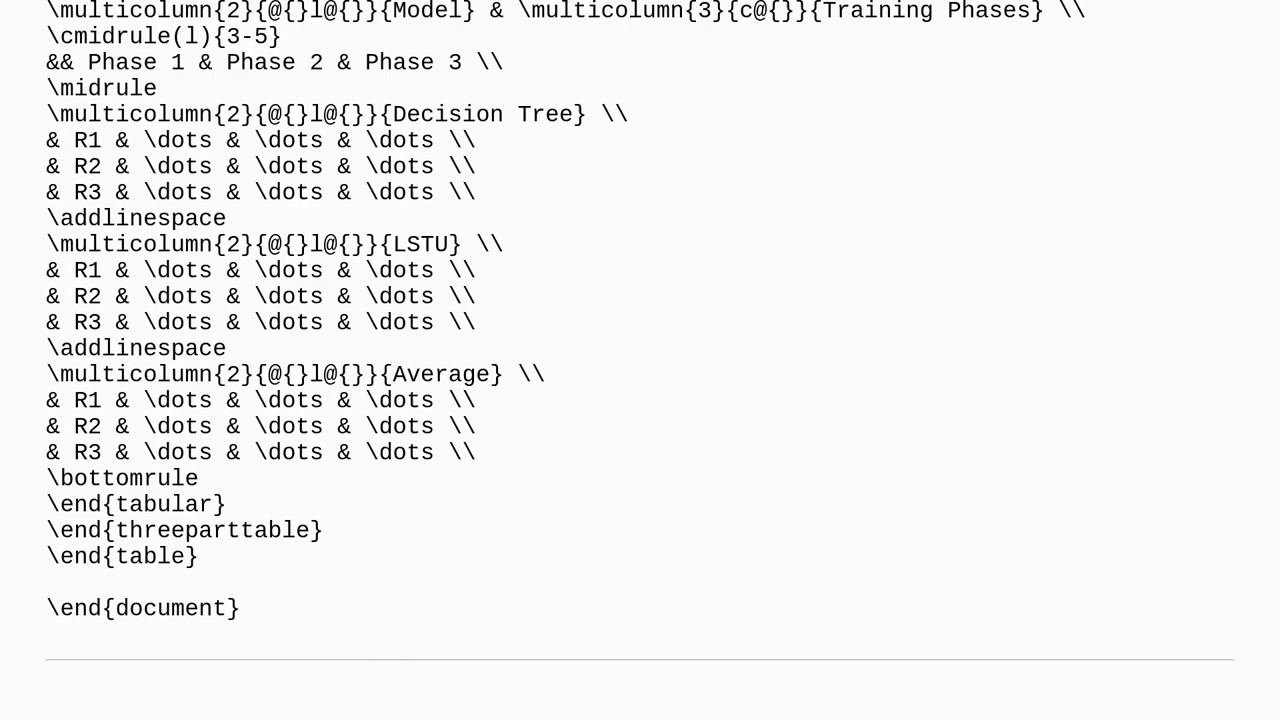 \multicolumn{2}{@{}l@{}}{Model} & \multicolumn{3}{c@{}}{Training Phases} \\
\cmidrule(l){3-5}
&& Phase 1 & Phase 2 & Phase 3 \\
\midrule
\multicolumn{2}{@{}l@{}}{Decision Tree} \\
& R1 & \dots & \dots & \dots \\
& R2 & \dots & \dots & \dots \\
& R3 & \dots & \dots & \dots \\
\addlinespace
\multicolumn{2}{@{}l@{}}{LSTU} \\
& R1 & \dots & \dots & \dots \\
& R2 & \dots & \dots & \dots \\
& R3 & \dots & \dots & \dots \\
\addlinespace
\multicolumn{2}{@{}l@{}}{Average} \\
& R1 & \dots & \dots & \dots \\
& R2 & \dots & \dots & \dots \\
& R3 & \dots & \dots & \dots \\
\bottomrule
\end{tabular}
\end{threeparttable}
\end{table}
\end{document}